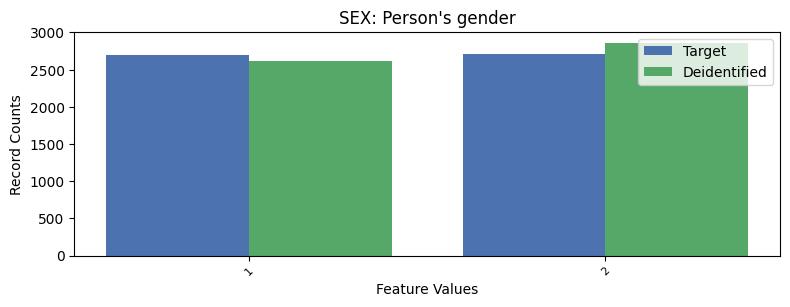 SEX: Person's gender
Target
Deidentified
Record Counts
3000
2500
2000
1500
1000
500
0
1
2
Feature Values